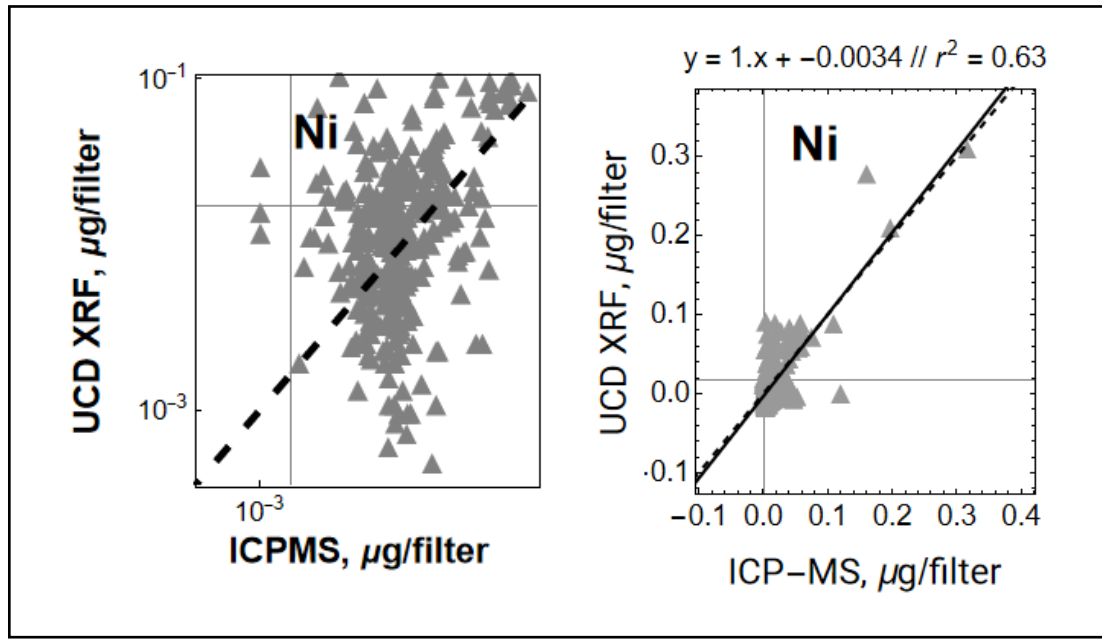 10⁻¹
Ni
UCD XRF, µg/filter
10⁻³
10⁻³
ICPMS, µg/filter
y = 1.x + −0.0034 // r² = 0.63
Ni
UCD XRF, µg/filter
0.3
0.2
0.1
0.0
·0.1
−0.1 0.0 0.1 0.2 0.3 0.4
ICP−MS, µg/filter